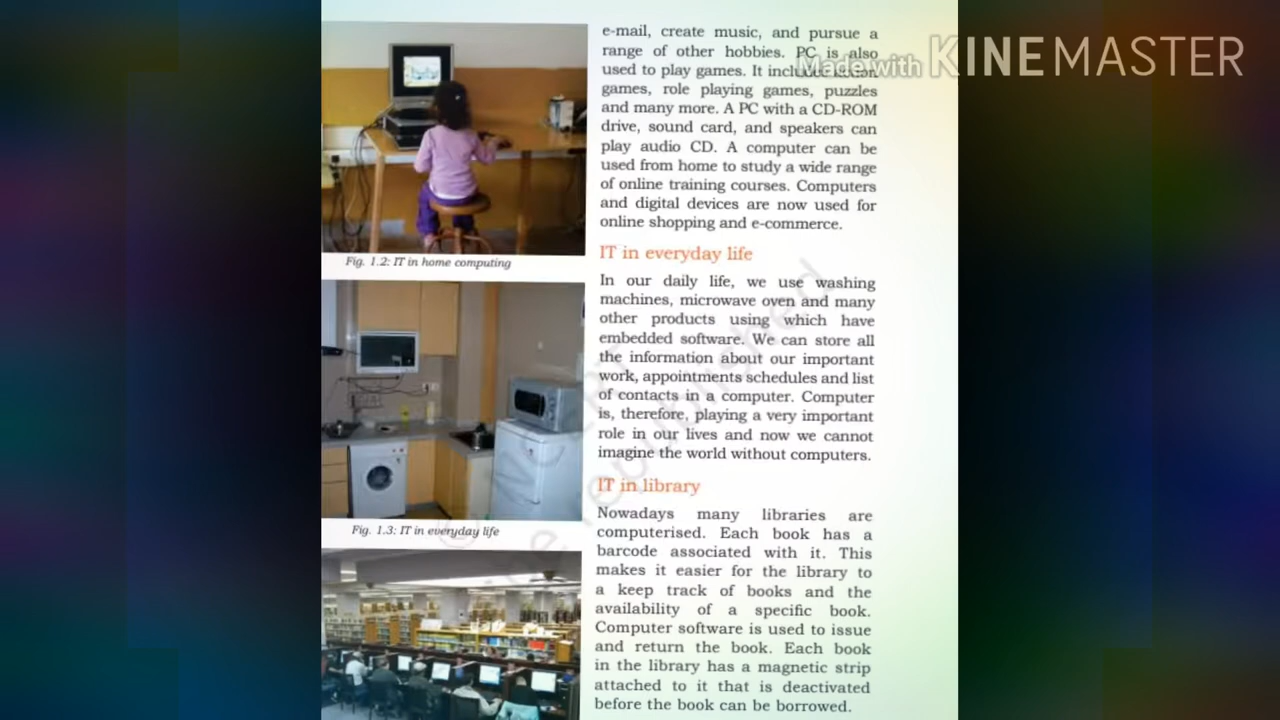 e-mail, create music, and pursue a
range of other hobbies. PC is also
used to play games. It includes action
games, role playing games, puzzles
and many more. A PC with a CD-ROM
drive, sound card, and speakers can
play audio CD. A computer can be
used from home to study a wide range
of online training courses. Computers
and digital devices are now used for
online shopping and e-commerce.
Made with KINEMASTER
Fig. 1.2: IT in home computing
IT in everyday life
In our daily life, we use washing
machines, microwave oven and many
other products using which have
embedded software. We can store all
the information about our important
work, appointments schedules and list
of contacts in a computer. Computer
is, therefore, playing a very important
role in our lives and now we cannot
imagine the world without computers.
Fig. 1.3: IT in everyday life
IT in library
Nowadays many libraries are
computerised. Each book has a
barcode associated with it. This
makes it easier for the library to
a keep track of books and the
availability of a specific book.
Computer software is used to issue
and return the book. Each book
in the library has a magnetic strip
attached to it that is deactivated
before the book can be borrowed.
republished